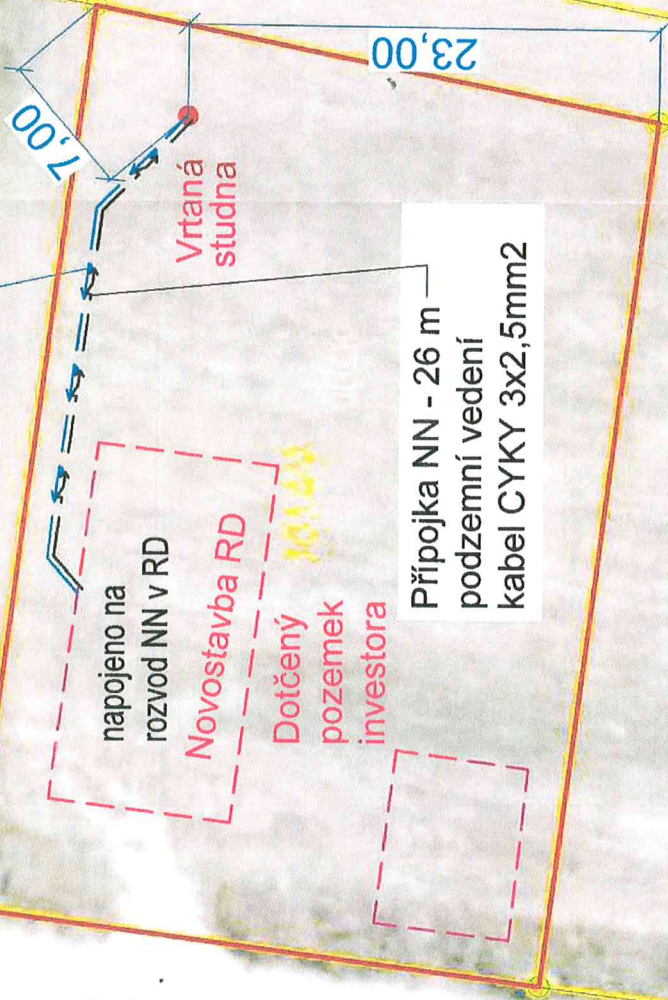 7,00
23,00
Vrtaná
studna
napojeno na
rozvod NN v RD
Novostavba RD
Dotčený
pozemek
investora
Přípojka NN - 26 m
podzemní vedení
kabel CYKY 3x2,5mm2